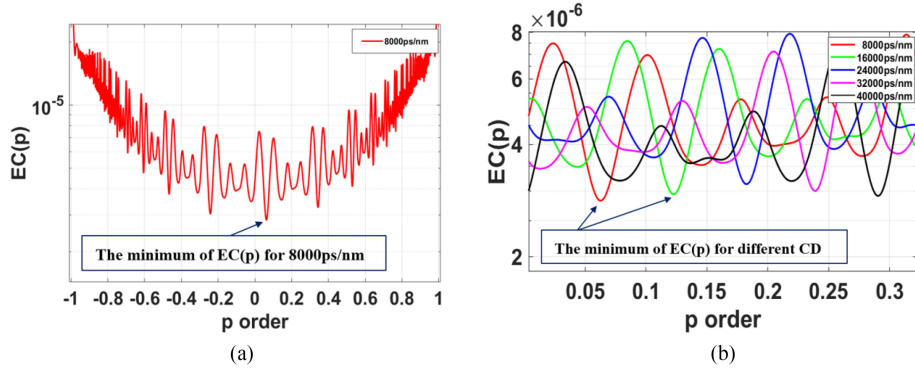 (a)
8000ps/nm
10^-5
EC(p)
The minimum of EC(p) for 8000ps/nm
-1 -0.8 -0.6 -0.4 -0.2 0 0.2 0.4 0.6 0.8 1
p order
(a)
(b)
×10^-6
8
6
4
2
EC(p)
8000ps/nm
16000ps/nm
24000ps/nm
32000ps/nm
40000ps/nm
The minimum of EC(p) for different CD
0.05 0.1 0.15 0.2 0.25 0.3
p order
(b)